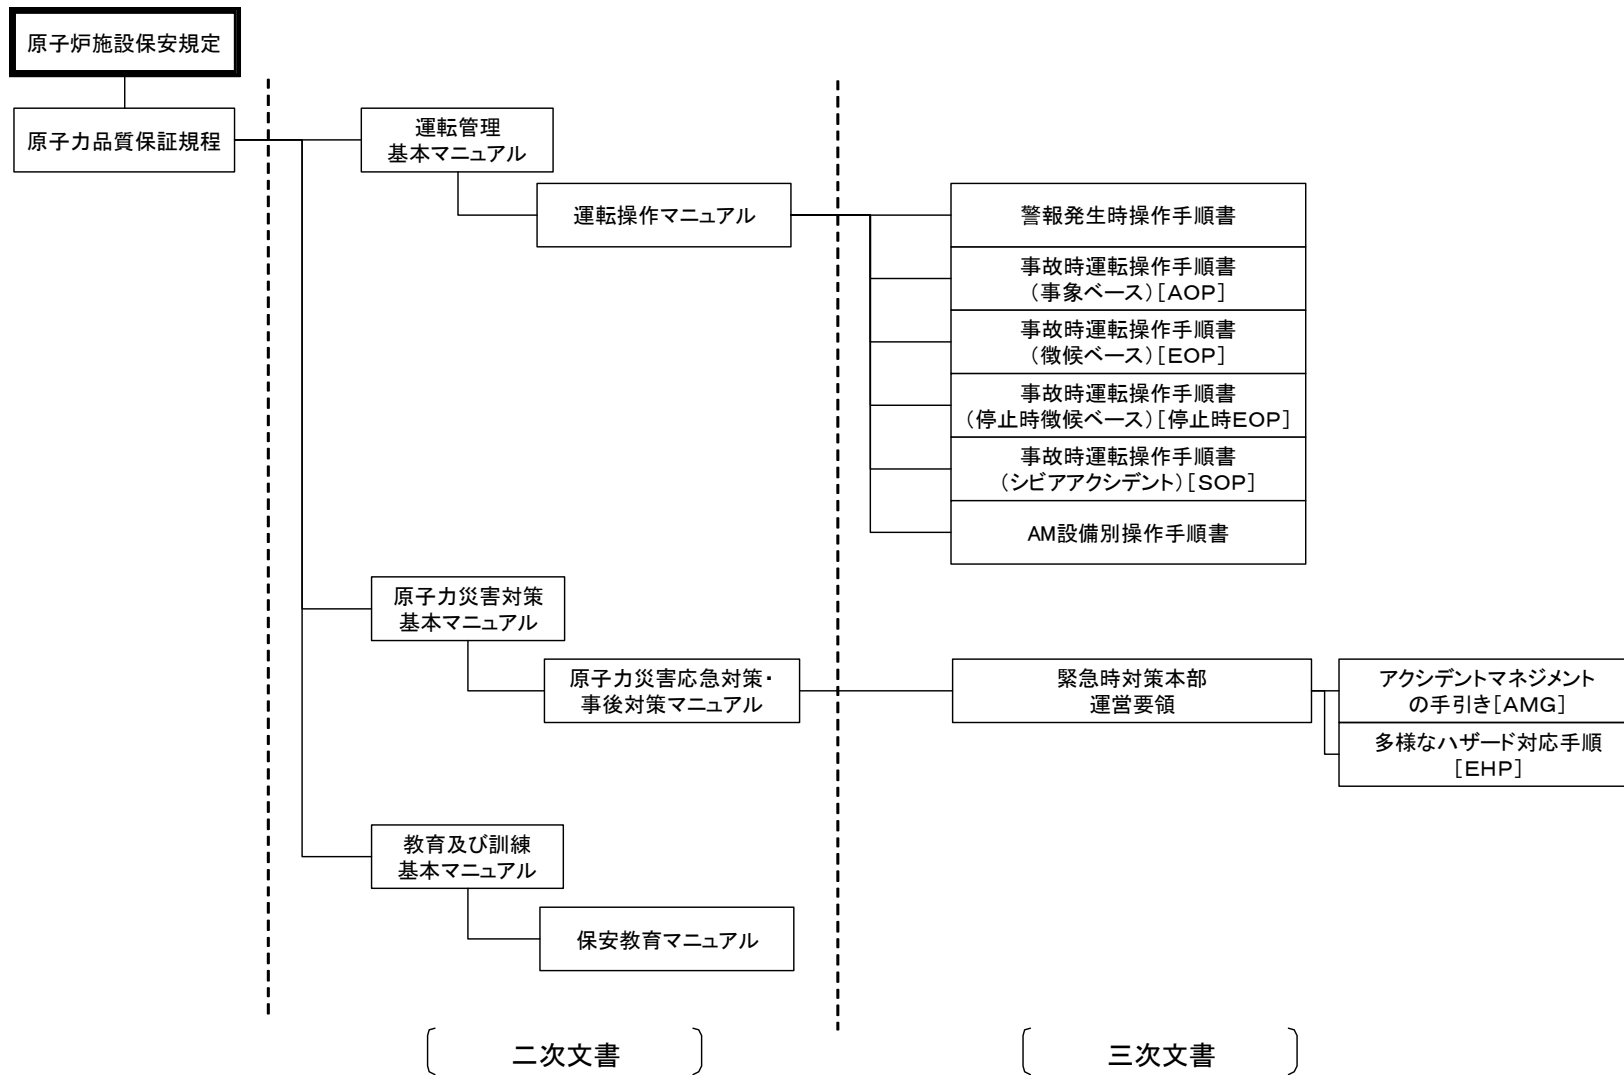 原子炉施設保安規定
原子力品質保証規程
運転管理
基本マニュアル
運転操作マニュアル
警報発生時操作手順書
事故時運転操作手順書
(事象ベース)[AOP]
事故時運転操作手順書
(徴候ベース)[EOP]
事故時運転操作手順書
(停止時徴候ベース)[停止時EOP]
事故時運転操作手順書
(シビアアクシデント)[SOP]
AM設備別操作手順書
原子力災害対策
基本マニュアル
原子力災害応急対策・
事後対策マニュアル
緊急時対策本部
運営要領
アクシデントマネジメント
の手引き[AMG]
多様なハザード対応手順
[EHP]
教育及び訓練
基本マニュアル
保安教育マニュアル
二次文書
三次文書